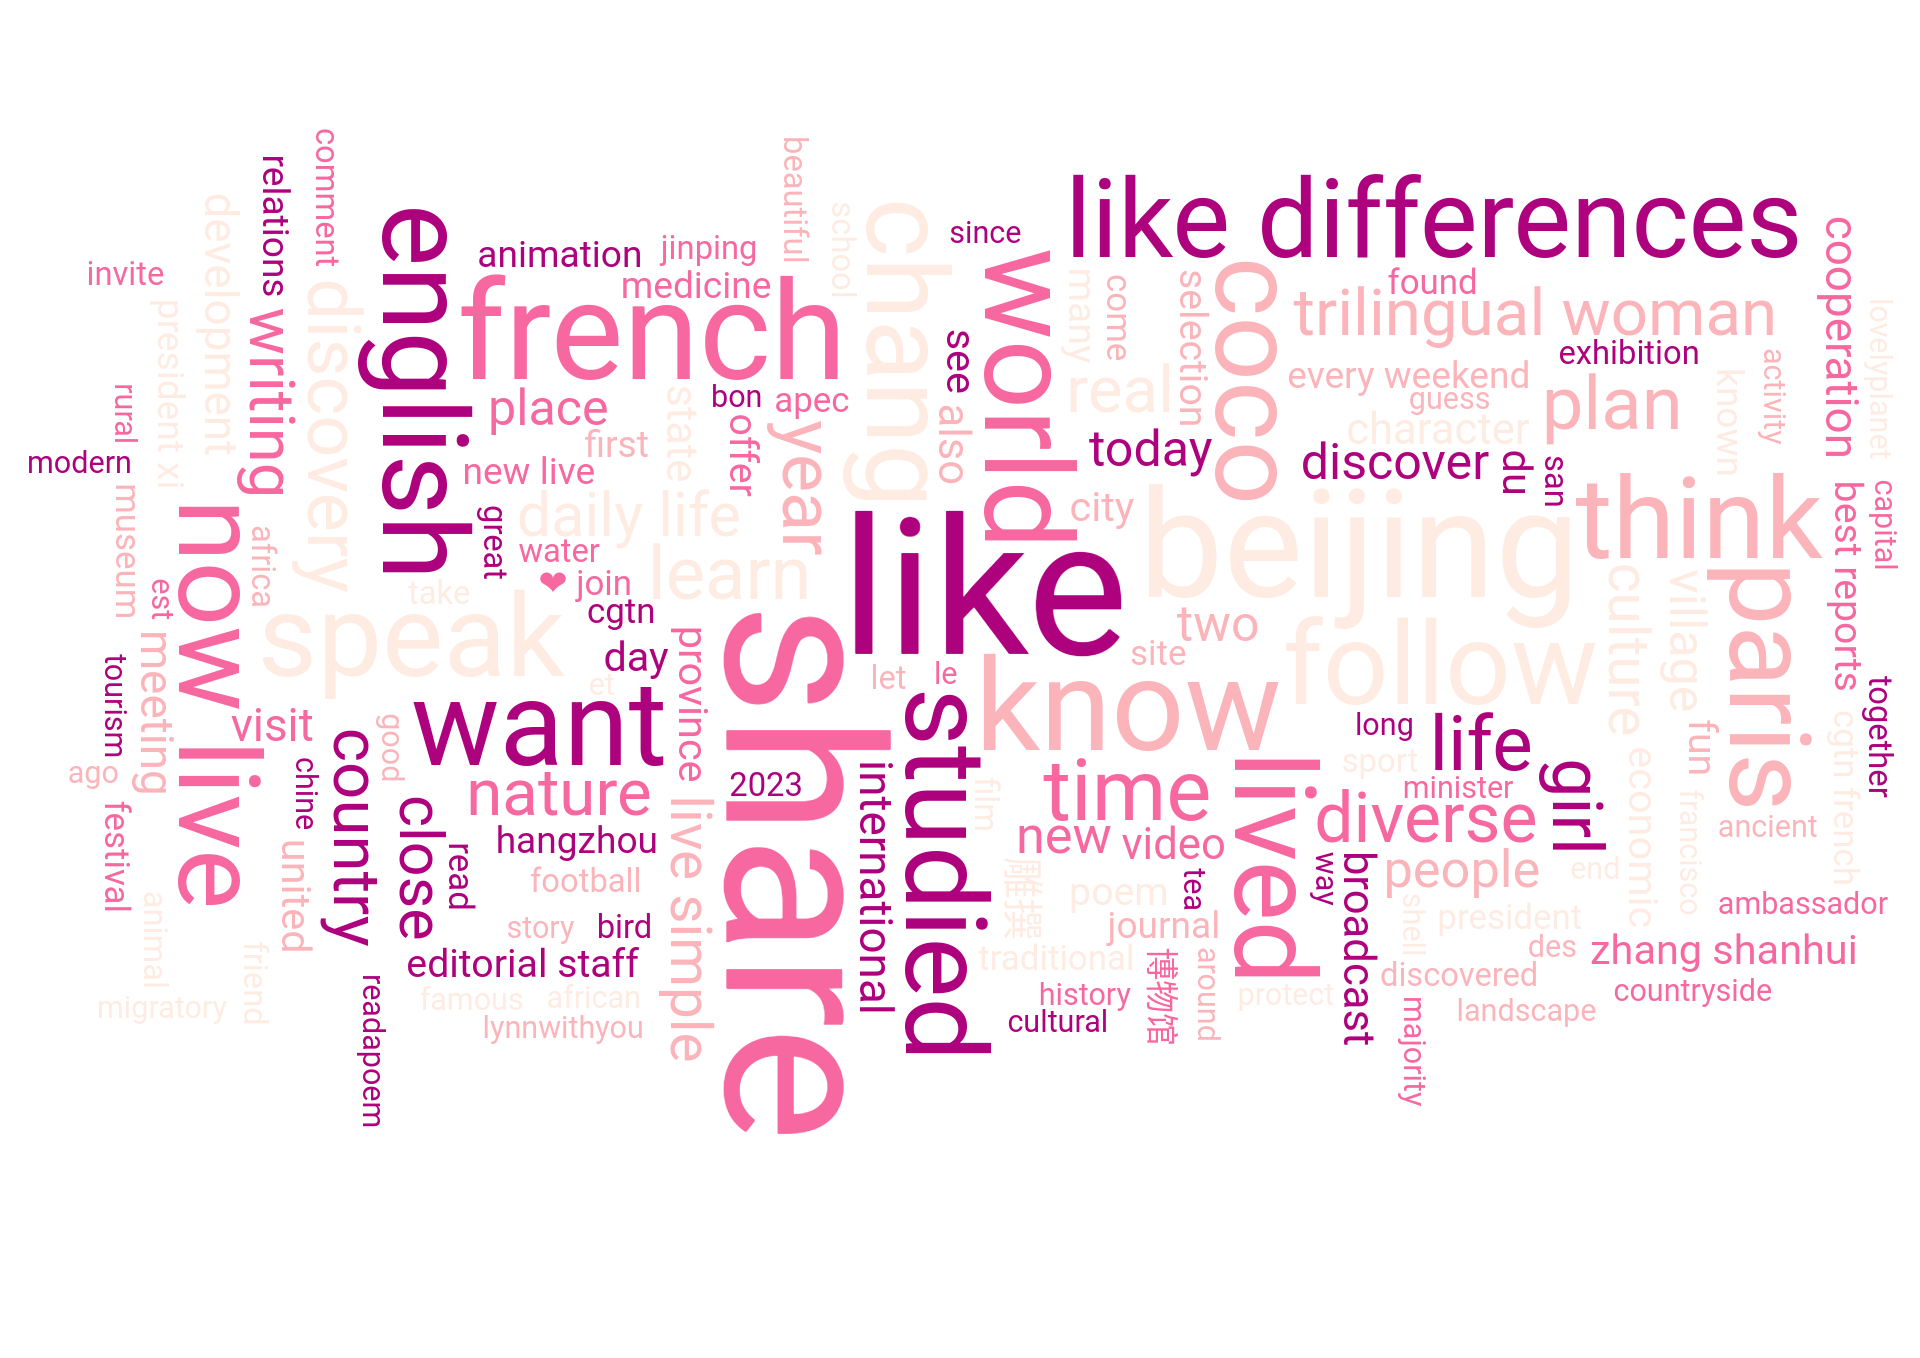 like differences
english
french
animation
jinping
medicine
beautiful
school
chang
since
world
many
come
selection
coco
found
trilingual woman
exhibition
cooperation
lovelyplanet
comment
relations
writing
development
discovery
invite
president xi
rural
modern
museum
africa
now live
place
first
new live
state
bon
apec
offer
year
see
also
real
today
city
every weekend
guess
character
discover
plan
du
san
known
activity
think
capital
best reports
great
daily life
water
❤
join
learn
cgtn
take
speak
day
et
want
like
beijing
paris
culture
village
follow
two
site
let
le
know
share
studied
province
est
meeting
tourism
visit
ago
festival
chine
country
good
close
nature
2023
live simple
international
film
time
new
video
lived
long
life
sport
minister
diverse
girl
economic
fun
francisco
ancient
cgtn french
together
united
read
hangzhou
football
story
bird
editorial staff
famous
african
lynnwithyou
readapoem
animal
friend
migratory
poem
tea
journal
traditional
history
cultural
博物馆
around
protect
way
broadcast
people
end
shell
president
des
discovered
zhang shanhui
ambassador
countryside
landscape
majority